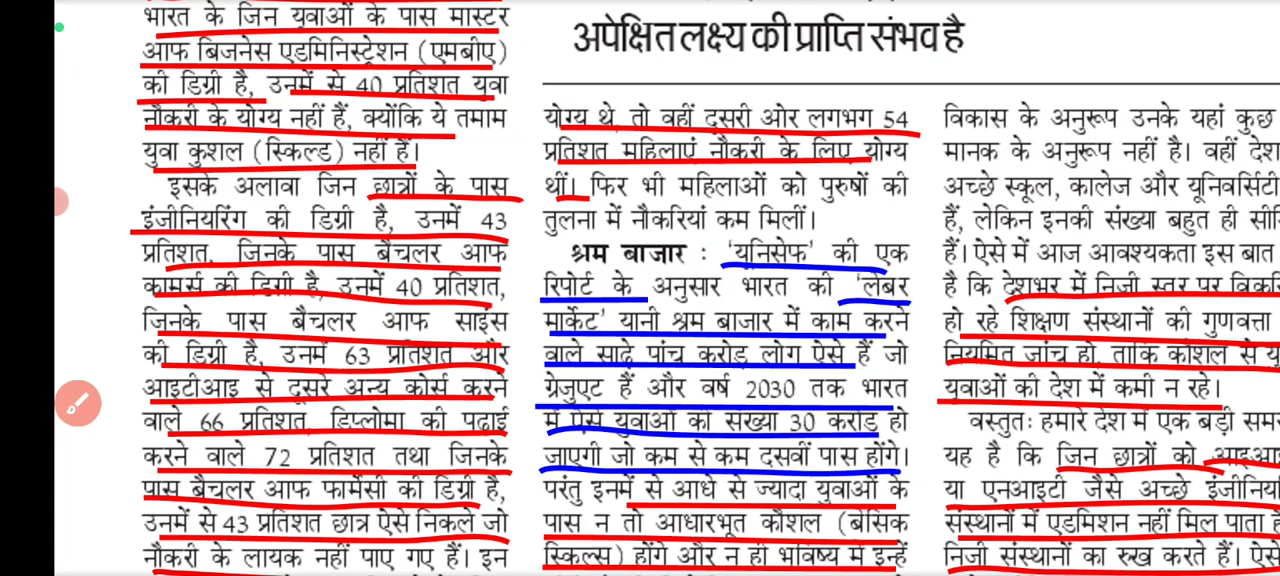 भारत के जिन युवाओं के पास मास्टर
आफ बिजनेस एडमिनिस्ट्रेशन (एमबीए)
की डिग्री है, उनमें से 40 प्रतिशत युवा
नौकरी के योग्य नहीं हैं, क्योंकि ये तमाम
युवा कुशल (स्किल्ड) नहीं हैं।
इसके अलावा जिन छात्रों के पास
इंजीनियरिंग की डिग्री है, उनमें 43
प्रतिशत, जिनके पास बैचलर आफ
कामर्स की डिग्री है, उनमें 40 प्रतिशत,
जिनके पास बैचलर आफ साइंस
की डिग्री है, उनमें 63 प्रतिशत और
आइटीआइ से दूसरे अन्य कोर्स करने
वाले 66 प्रतिशत, डिप्लोमा की पढ़ाई
करने वाले 72 प्रतिशत तथा जिनके
पास बैचलर आफ फार्मेसी की डिग्री है,
उनमें से 43 प्रतिशत छात्र ऐसे निकले जो
नौकरी के लायक नहीं पाए गए हैं। इन
अपेक्षित लक्ष्य की प्राप्ति संभव है
योग्य थे, तो वहीं दूसरी ओर लगभग 54
प्रतिशत महिलाएं नौकरी के लिए योग्य
थीं। फिर भी महिलाओं को पुरुषों की
तुलना में नौकरियां कम मिलीं।
श्रम बाजार : 'यूनिसेफ' की एक
रिपोर्ट के अनुसार भारत की 'लेबर
मार्केट' यानी श्रम बाजार में काम करने
वाले साढ़े पांच करोड़ लोग ऐसे हैं जो
ग्रेजुएट हैं और वर्ष 2030 तक भारत
में ऐसे युवाओं की संख्या 30 करोड़ हो
जाएगी जो कम से कम दसवीं पास होंगे।
परंतु इनमें से आधे से ज्यादा युवाओं के
पास न तो आधारभूत कौशल (बेसिक
स्किल्स) होंगे और न ही भविष्य में इन्हें
विकास के अनुरूप उनके यहां कुछ
मानक के अनुरूप नहीं है। वहीं देश
अच्छे स्कूल, कालेज और यूनिवर्सिटी
हैं, लेकिन इनकी संख्या बहुत ही
हैं। ऐसे में आज आवश्यकता इस बात
है कि देशभर में निजी स्तर पर
हो रहे शिक्षण संस्थानों की गुणवत्ता
नियमित जांच हो, ताकि कौशल से
युवाओं की देश में कमी न रहे।
वस्तुतः हमारे देश में एक बड़ी
यह है कि जिन छात्रों को
या एनआइटी जैसे अच्छे
संस्थानों में एडमिशन नहीं मिल पाता
निजी संस्थानों का रुख करते हैं। ऐसे